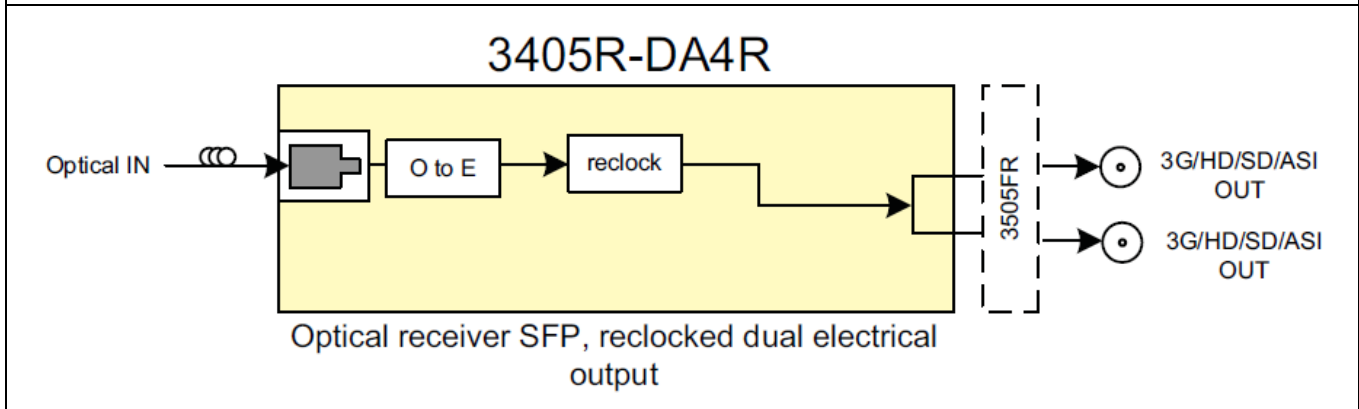 3405R-DA4R
Optical IN
O to E
reclock
3505FR
3G/HD/SD/ASI
OUT
3G/HD/SD/ASI
OUT
Optical receiver SFP, reclocked dual electrical
output